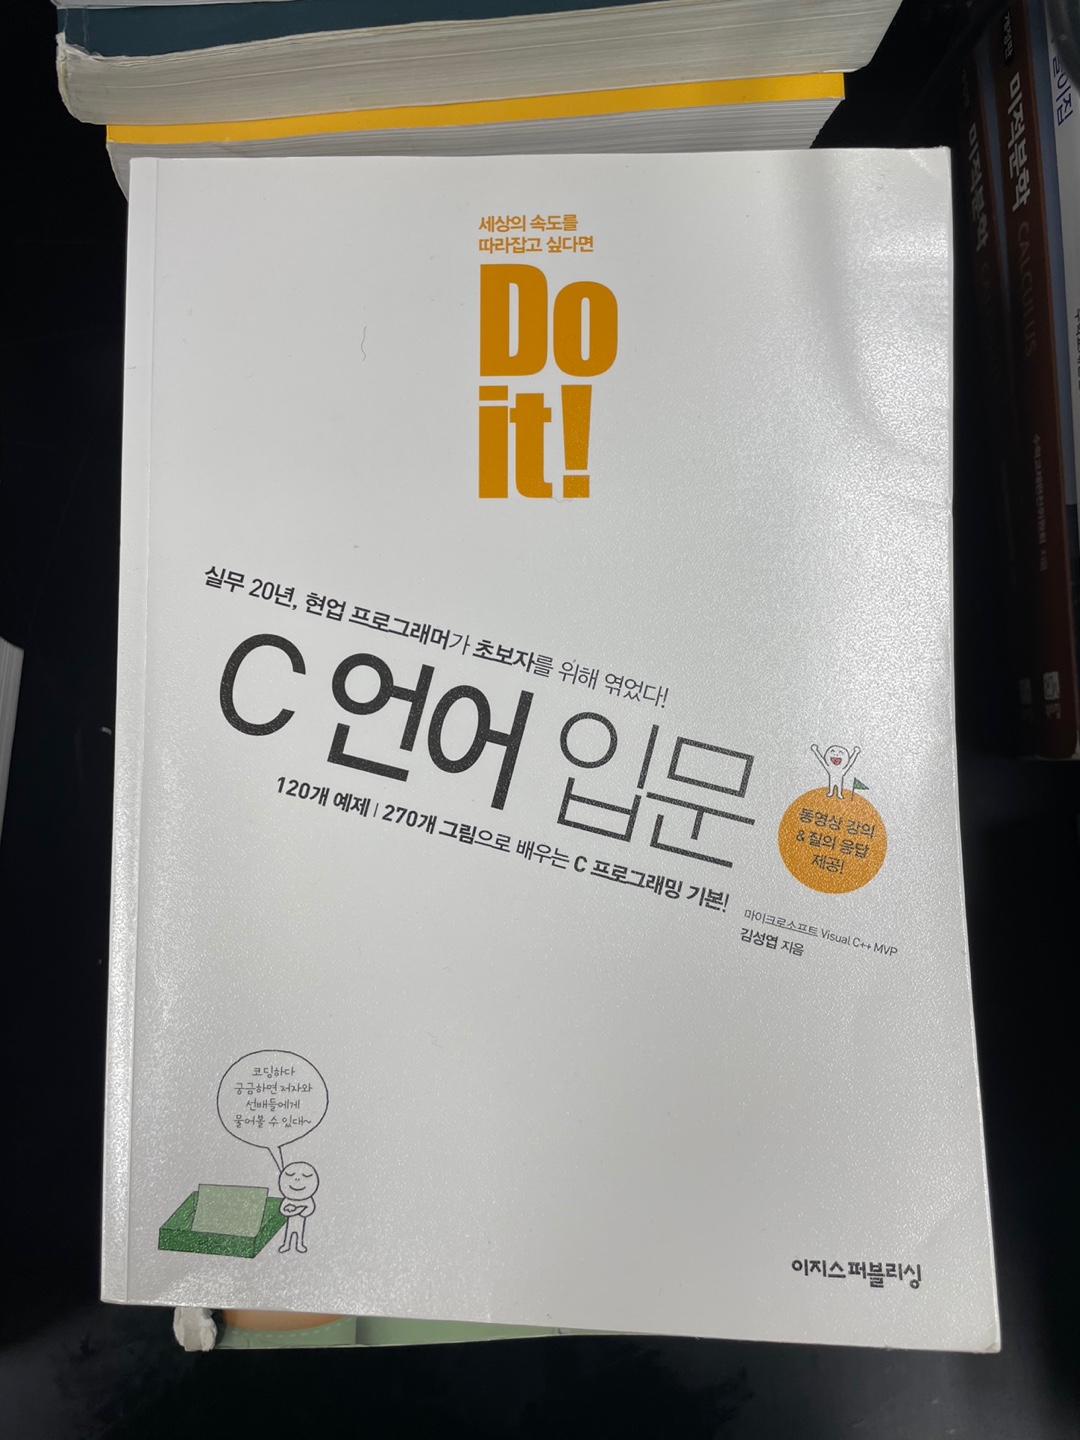 세상의 속도를
따라잡고 싶다면
Do
it!
실무 20년, 현업 프로그래머가 초보자를 위해 엮었다!
C 언어 입문
120개 예제 | 270개 그림으로 배우는 C 프로그래밍 기본!
동영상 강의
& 질의 응답
제공!
마이크로소프트 Visual C++ MVP
김성엽 지음
코딩하다
궁금하면 저자와
선배들에게
물어볼 수 있대~
이지스퍼블리싱
미적분학
미적분학 CALCULUS